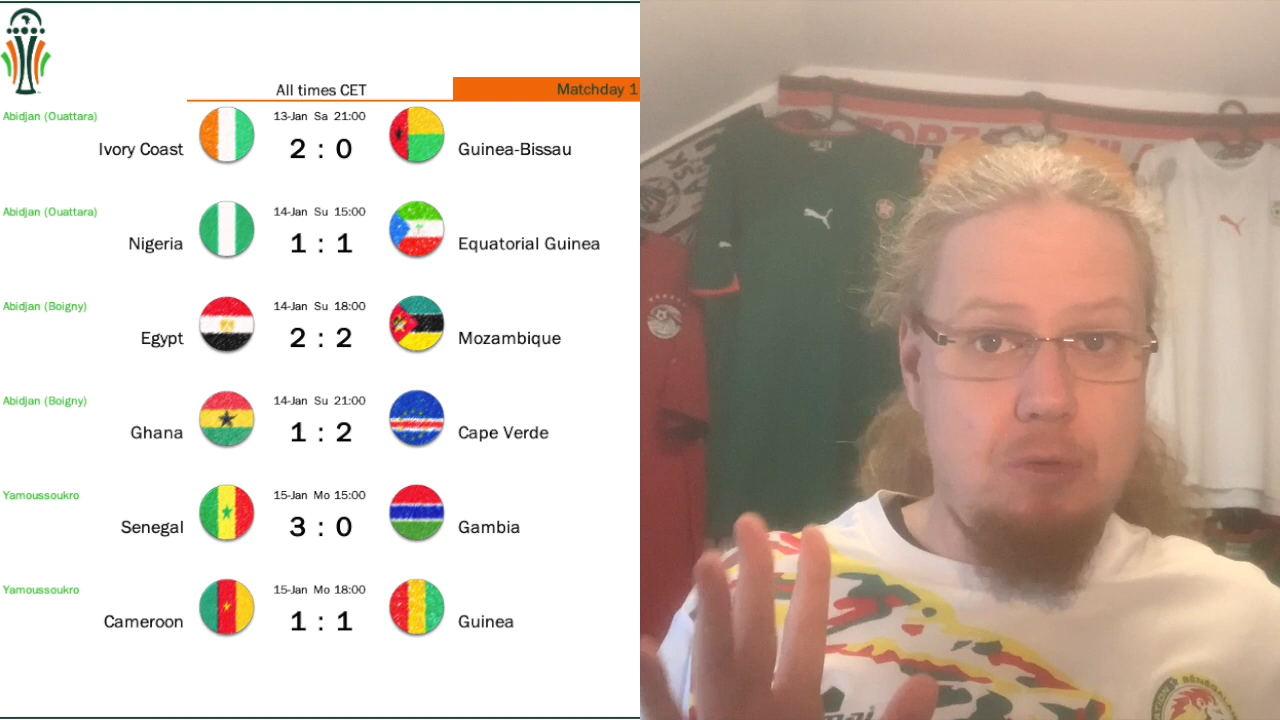 All times CET
Matchday 1
Abidjan (Ouattara)
13-Jan Sa 21:00
Ivory Coast 2 : 0 Guinea-Bissau
Abidjan (Ouattara)
14-Jan Su 15:00
Nigeria 1 : 1 Equatorial Guinea
Abidjan (Boigny)
14-Jan Su 18:00
Egypt 2 : 2 Mozambique
Abidjan (Boigny)
14-Jan Su 21:00
Ghana 1 : 2 Cape Verde
Yamoussoukro
15-Jan Mo 15:00
Senegal 3 : 0 Gambia
Yamoussoukro
15-Jan Mo 18:00
Cameroon 1 : 1 Guinea